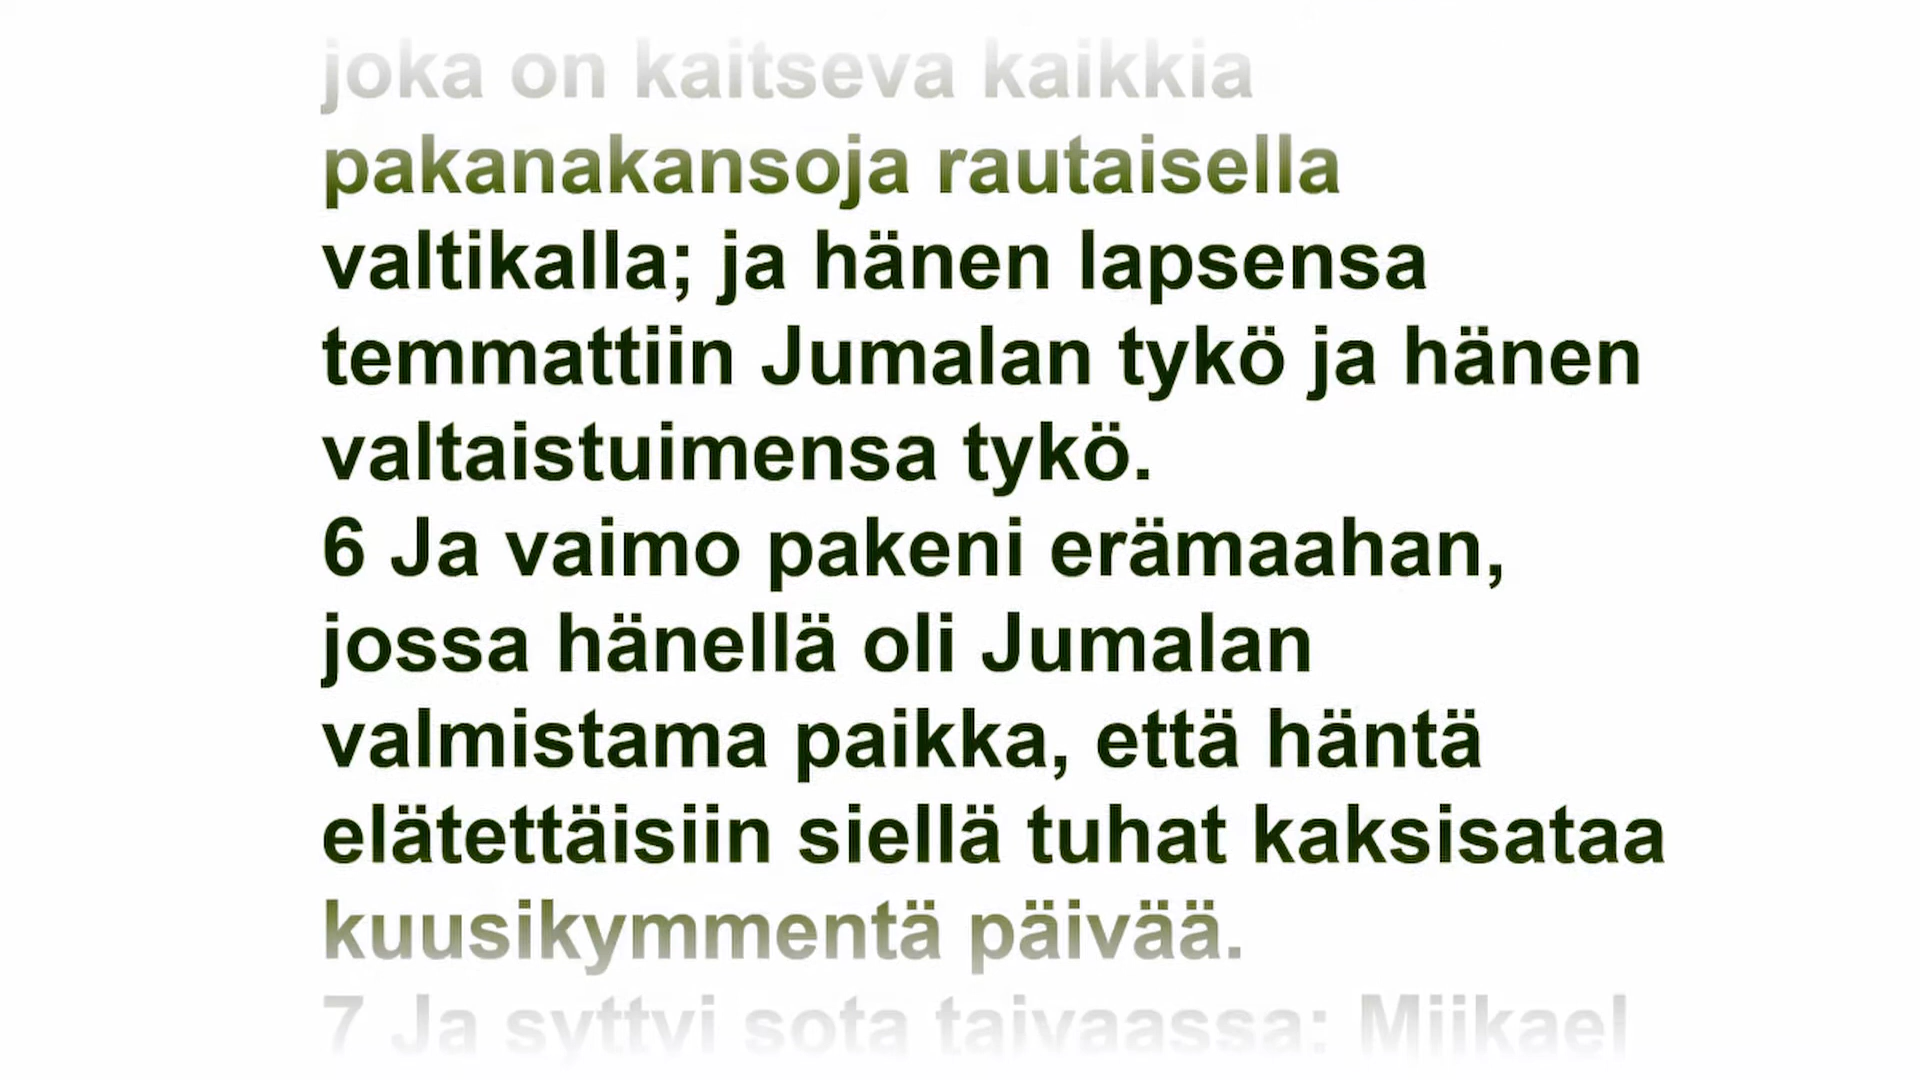 joka on kaitseva kaikkia
pakanakansoja rautaisella
valtikalla; ja hänen lapsensa
temmattiin Jumalan tykö ja hänen
valtaistuimensa tykö.
6 Ja vaimo pakeni erämaahan,
jossa hänellä oli Jumalan
valmistama paikka, että häntä
elätettäisiin siellä tuhat kaksisataa
kuusikymmentä päivää.
7 Ja syttyi sota taivaassa: Miikael